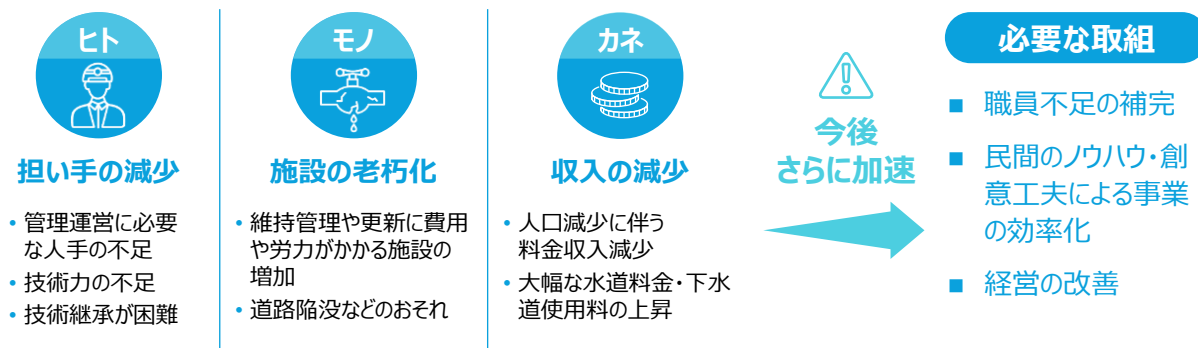 ヒト
担い手の減少
• 管理運営に必要
な人手の不足
• 技術力の不足
• 技術継承が困難
モノ
施設の老朽化
• 維持管理や更新に費用
や労力がかかる施設の
増加
• 道路陥没などのおそれ
カネ
収入の減少
• 人口減少に伴う
料金収入減少
• 大幅な水道料金・下水
道使用料の上昇
今後
さらに加速
必要な取組
■ 職員不足の補完
■ 民間のノウハウ・創
意工夫による事業
の効率化
■ 経営の改善